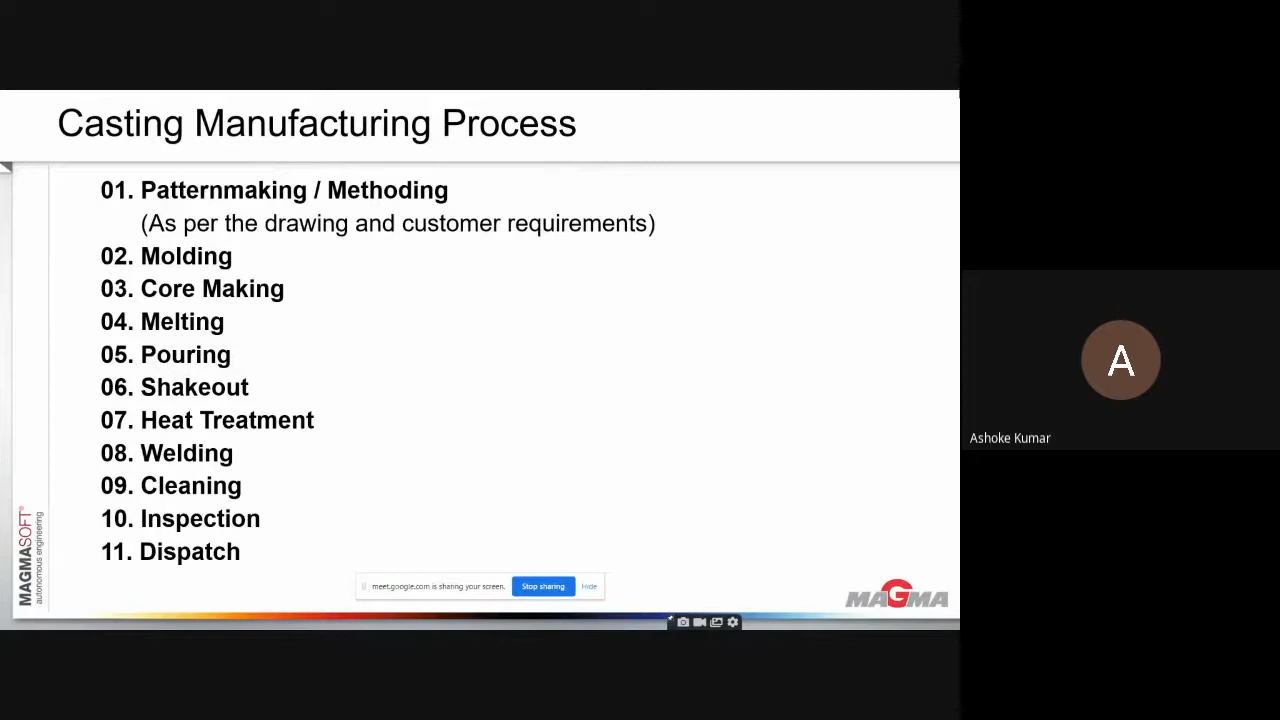 Casting Manufacturing Process
01. Patternmaking / Methoding
(As per the drawing and customer requirements)
02. Molding
03. Core Making
04. Melting
05. Pouring
06. Shakeout
07. Heat Treatment
08. Welding
09. Cleaning
10. Inspection
11. Dispatch
MAGMASOFT®
autonomous engineering
meet.google.com is sharing your screen. Stop sharing Hide
MAGMA
A
Ashoke Kumar